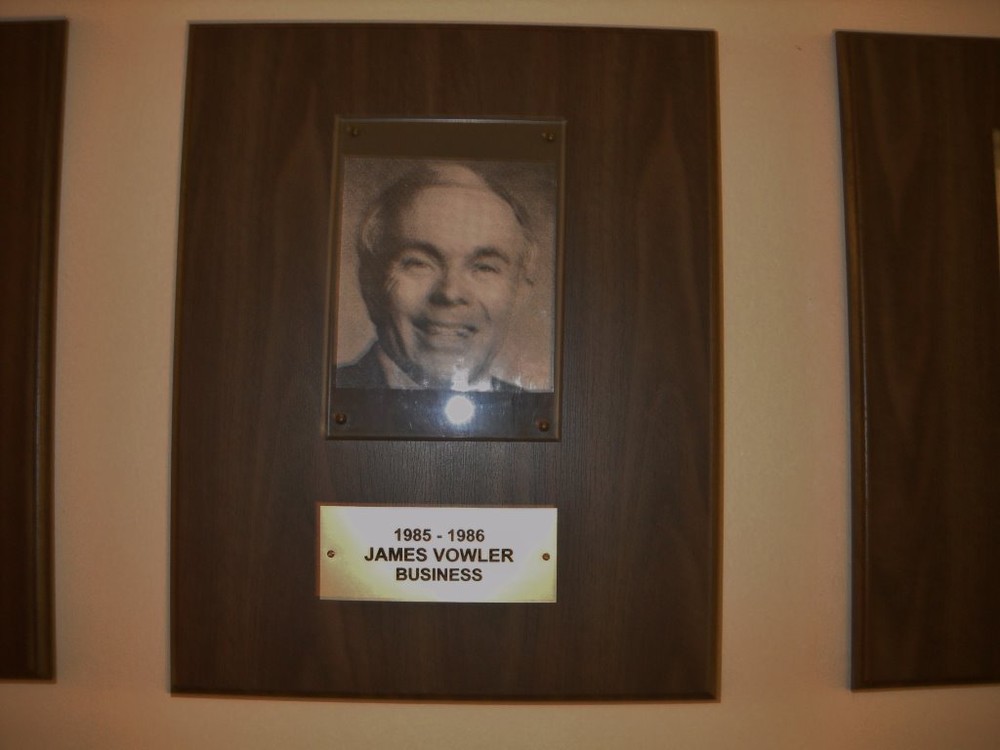 1985 - 1986
JAMES VOWLER
BUSINESS